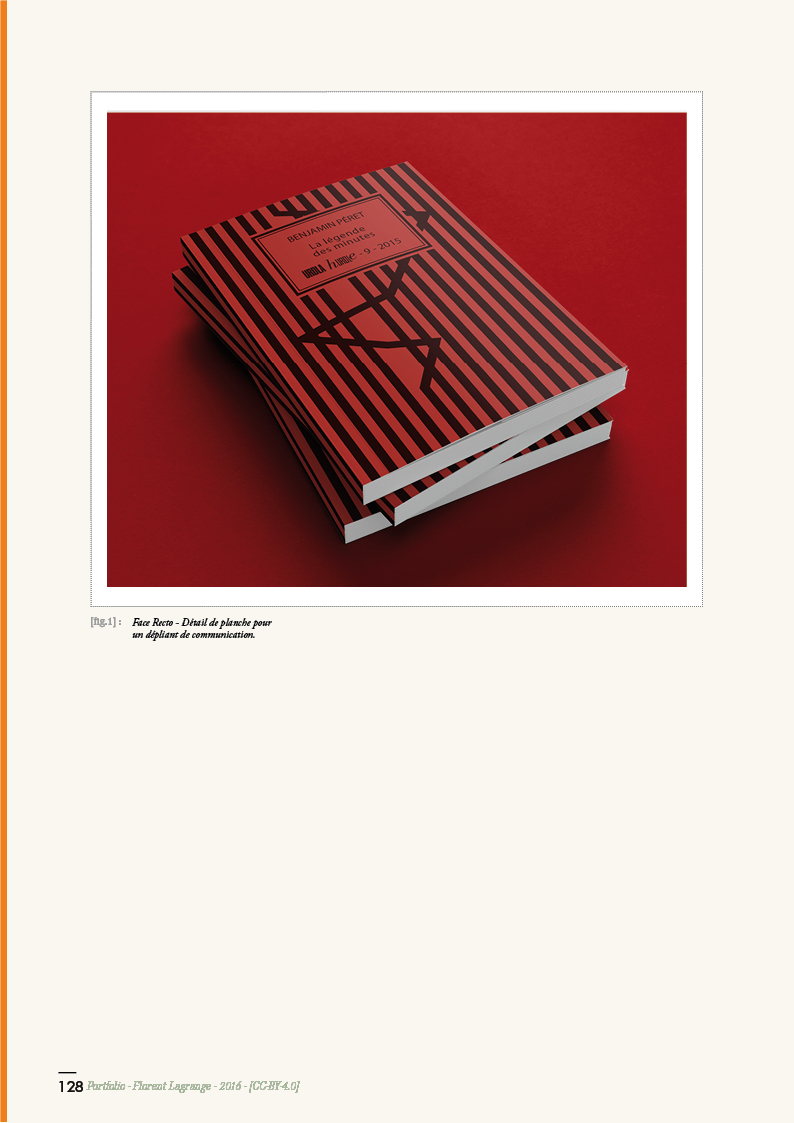 BENJAMIN PÉRET
La légende
des minutes
URDLA hURLE - 9 - 2015
[fig.1] : Face Recto - Détail de planche pour
un dépliant de communication.
128 Portfolio - Florent Lagrange - 2016 - [CC-BY-4.0]